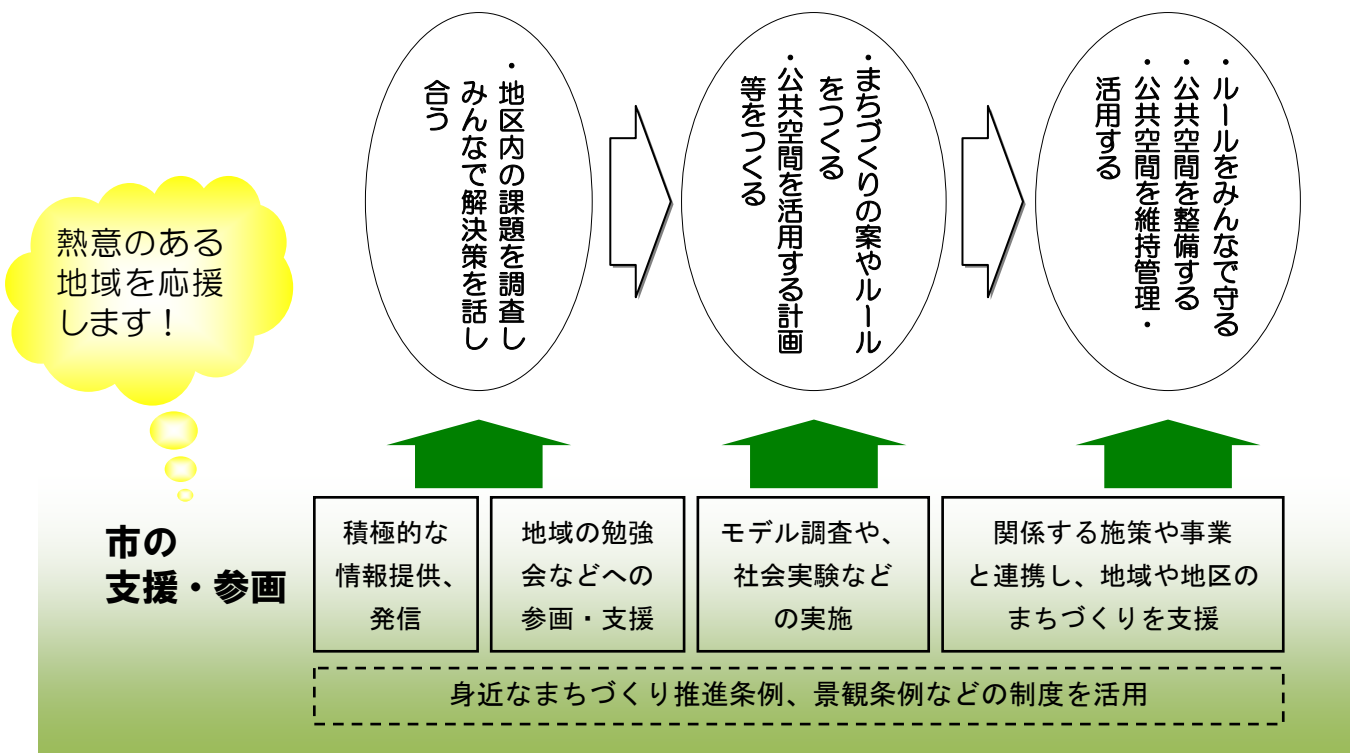 ・地区内の課題を調査し
みんなで解決策を話し
合う
・まちづくりの案やルール
をつくる
・公共空間を活用する計画
等をつくる
・ルールをみんなで守る
・公共空間を整備する
・公共空間を維持管理・
活用する
熱意のある
地域を応援
します！
市の
支援・参画
積極的な
情報提供、
発信
地域の勉強
会などへの
参画・支援
モデル調査や、
社会実験など
の実施
関係する施策や事業
と連携し、地域や地区の
まちづくりを支援
身近なまちづくり推進条例、景観条例などの制度を活用